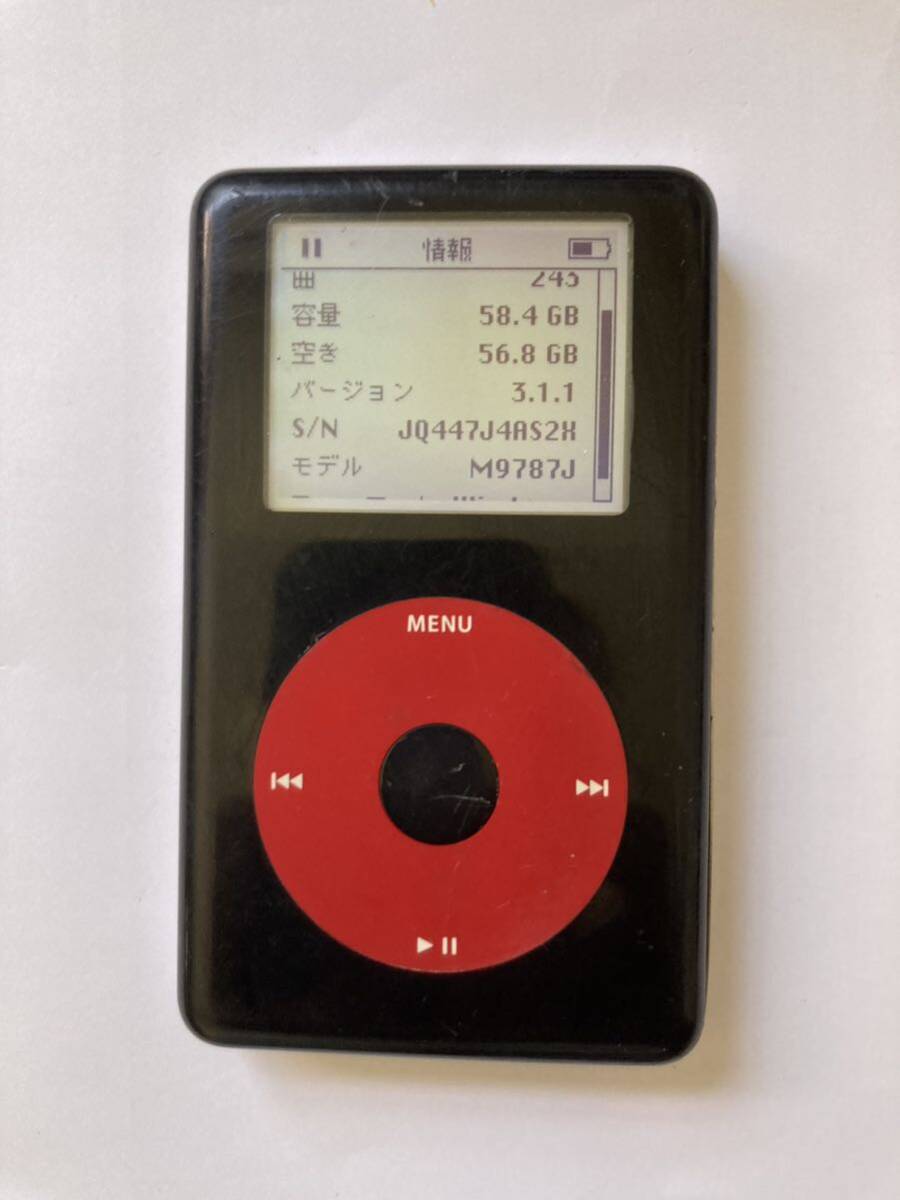 情報
曲 245
容量 58.4 GB
空き 56.8 GB
バージョン 3.1.1
S/N JQ447J4AS2X
モデル M9787J
MENU